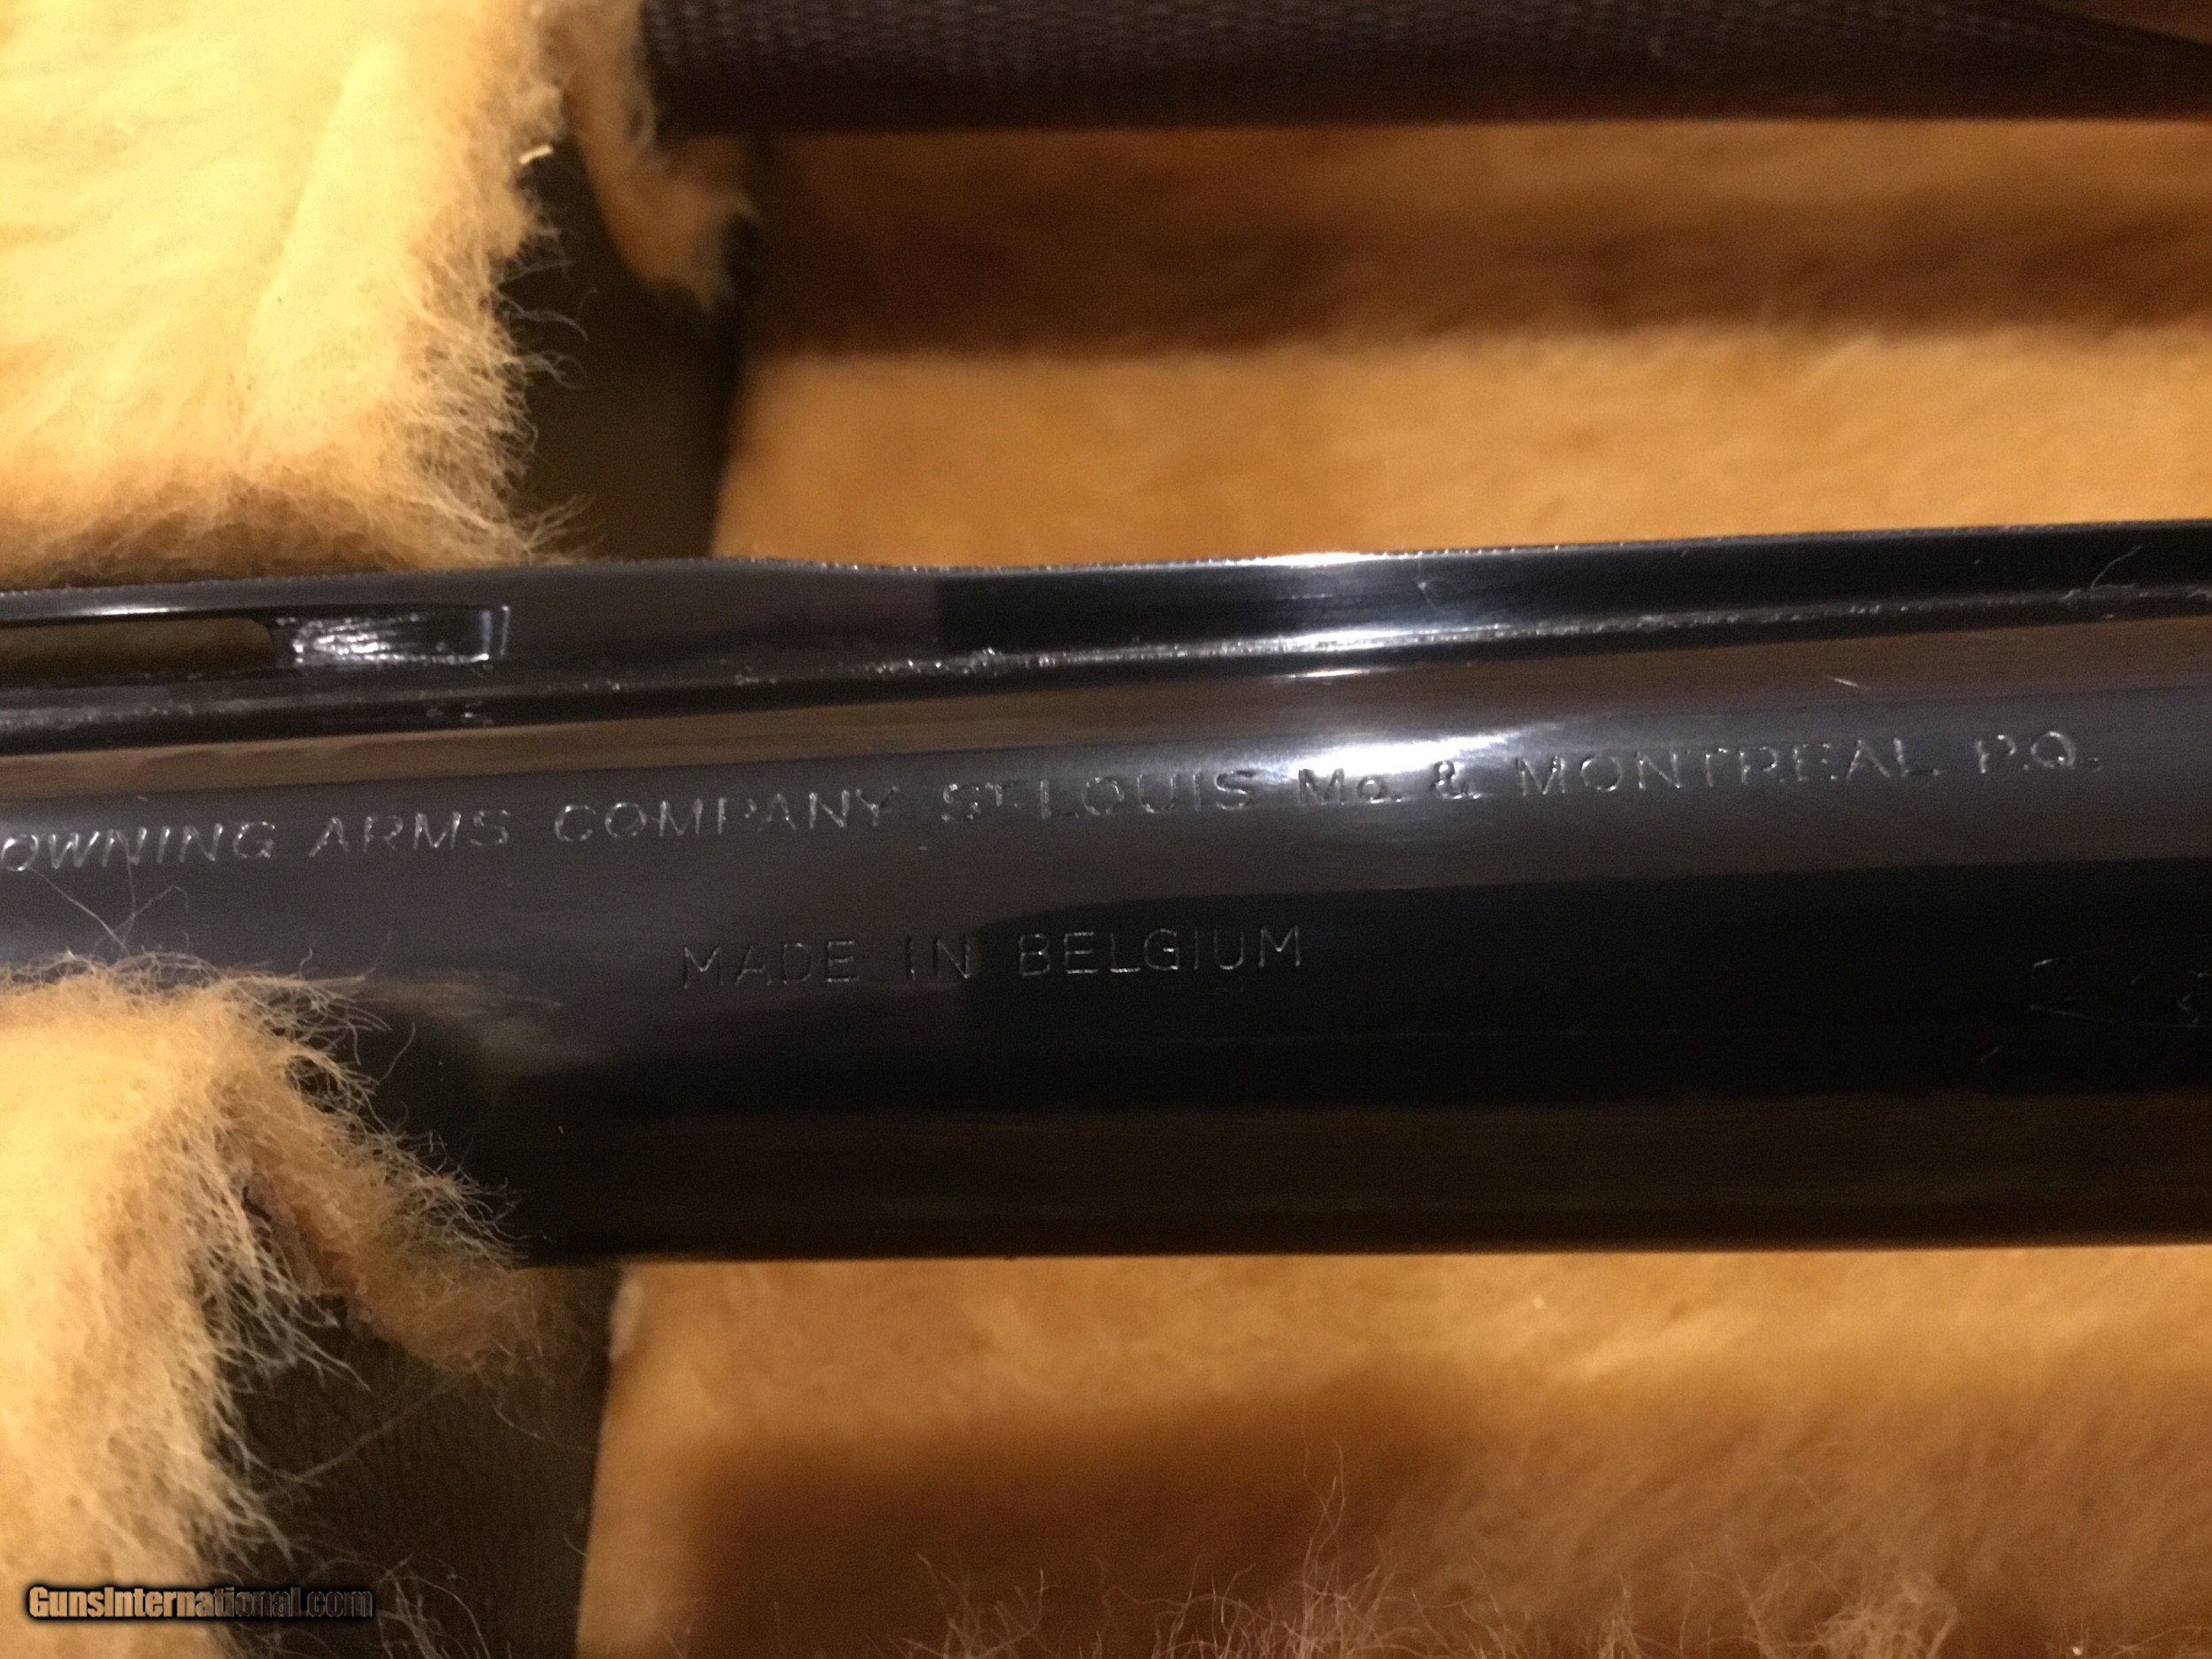 OWNING ARMS COMPANY ST LOUIS Mo. & MONTREAL P.Q.
MADE IN BELGIUM
GunsInternational.com